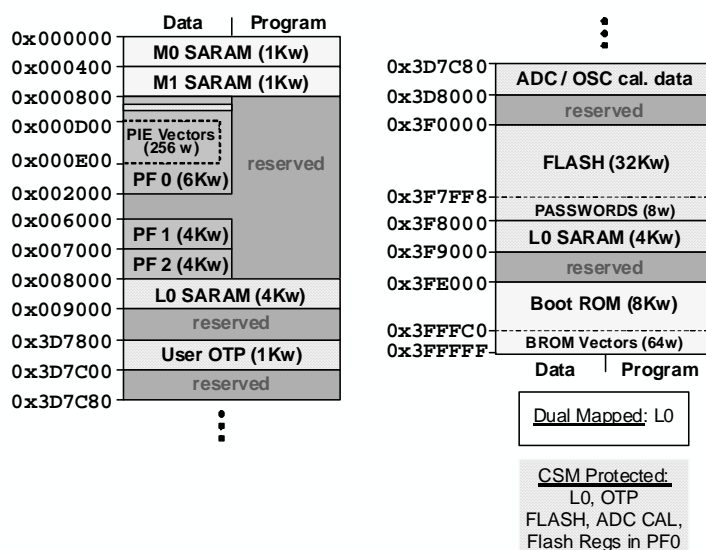 Data Program
0x000000
M0 SARAM (1Kw)
0x000400
M1 SARAM (1Kw)
0x000800
0x000D00
PIE Vectors
(256 w)
reserved
0x000E00
PF 0 (6Kw)
0x002000
0x006000
PF 1 (4Kw)
0x007000
PF 2 (4Kw)
0x008000
L0 SARAM (4Kw)
0x009000
reserved
0x3D7800
User OTP (1Kw)
0x3D7C00
reserved
0x3D7C80
0x3D7C80
ADC / OSC cal. data
0x3D8000
reserved
0x3F0000
FLASH (32Kw)
0x3F7FF8
PASSWORDS (8w)
0x3F8000
L0 SARAM (4Kw)
0x3F9000
reserved
0x3FE000
Boot ROM (8Kw)
0x3FFFC0
BROM Vectors (64w)
0x3FFFFF
Data Program
Dual Mapped: L0
CSM Protected:
L0, OTP
FLASH, ADC CAL,
Flash Regs in PF0